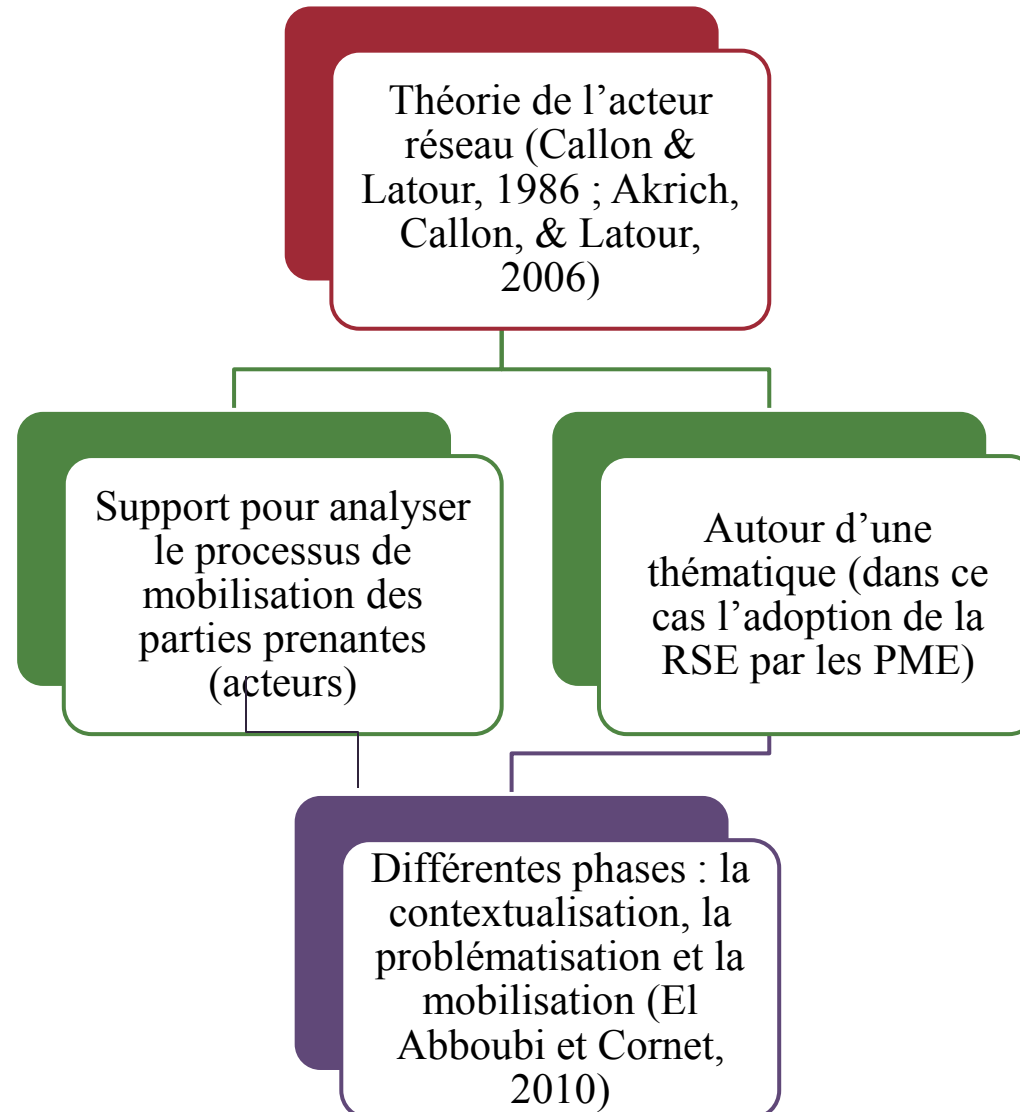 Théorie de l’acteur
réseau (Callon &
Latour, 1986 ; Akrich,
Callon, & Latour,
2006)
Support pour analyser
le processus de
mobilisation des
parties prenantes
(acteurs)
Autour d’une
thématique (dans ce
cas l’adoption de la
RSE par les PME)
Différentes phases : la
contextualisation, la
problématisation et la
mobilisation (El
Abboubi et Cornet,
2010)